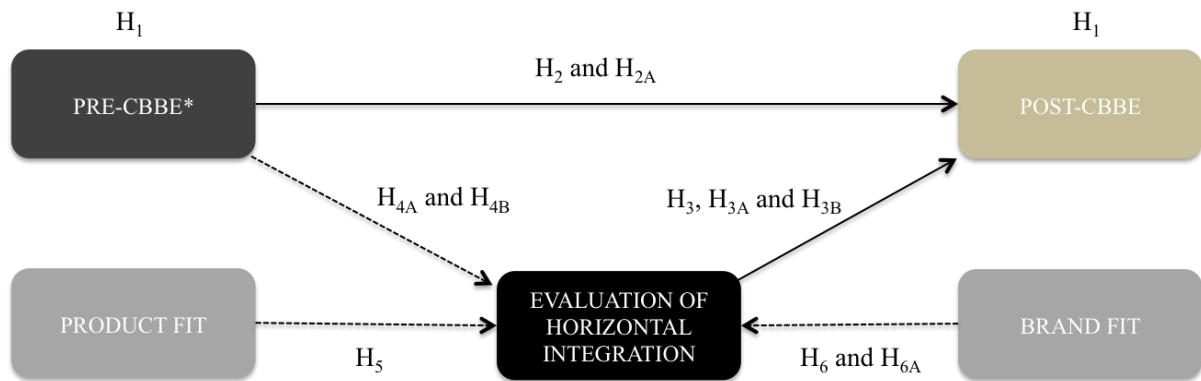 H₁
H₁
PRE-CBBE*
H₂ and H₂A
POST-CBBE
H₄A and H₄B
H₃, H₃A and H₃B
PRODUCT FIT
EVALUATION OF
HORIZONTAL
INTEGRATION
BRAND FIT
H₅
H₆ and H₆A